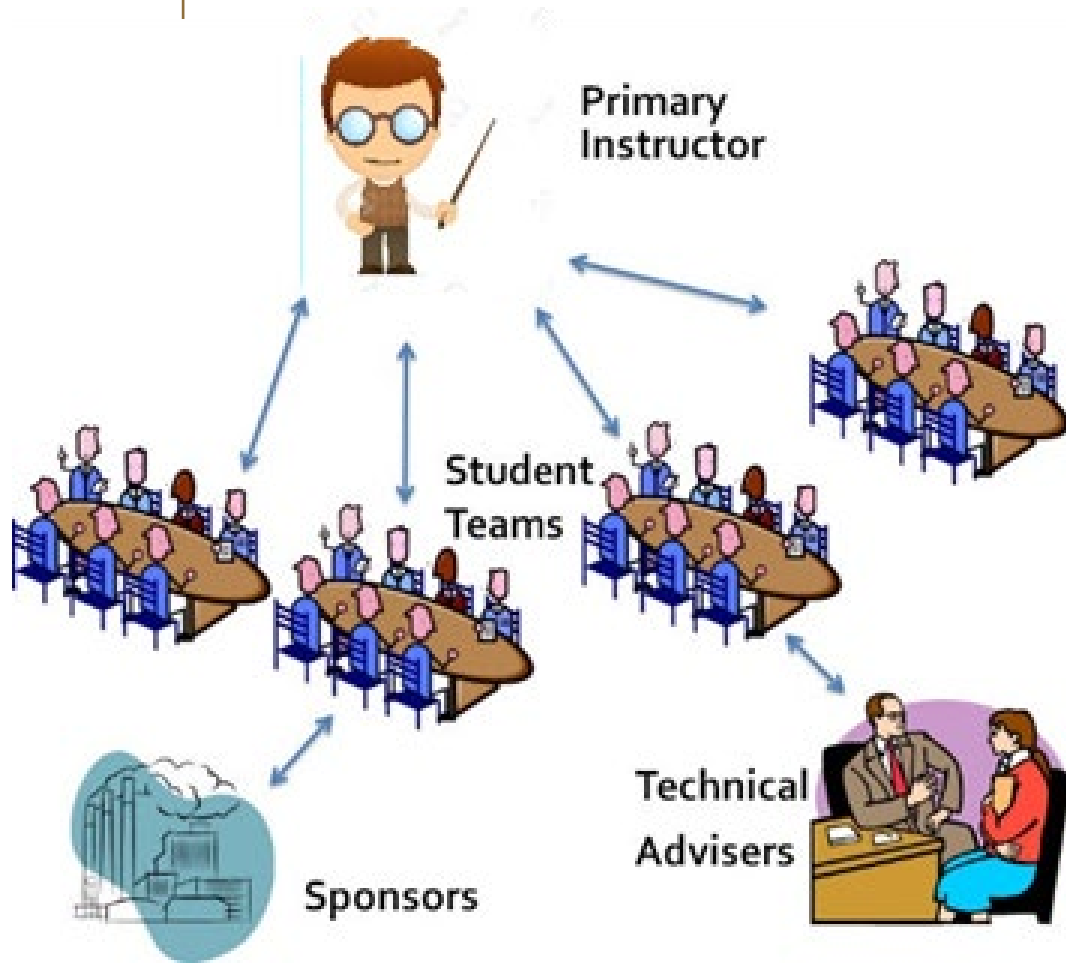 Primary
Instructor
Student
Teams
Technical
Advisers
Sponsors